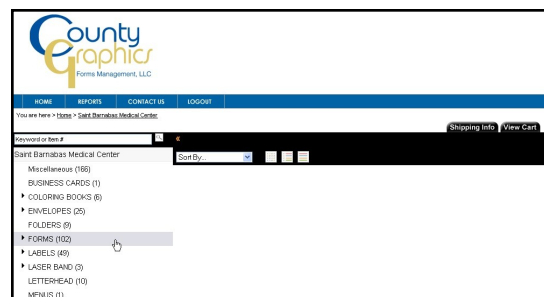 County
Graphics
Forms Management, LLC
HOME REPORTS CONTACT US LOGOUT
You are here > Home > Saint Barnabas Medical Center
Shipping Info View Cart
Keyword or Item #
«
Saint Barnabas Medical Center
Sort By...
Miscellaneous (166)
BUSINESS CARDS (1)
COLORING BOOKS (6)
ENVELOPES (25)
FOLDERS (9)
FORMS (102)
LABELS (49)
LASER BAND (3)
LETTERHEAD (10)
MENUS (1)